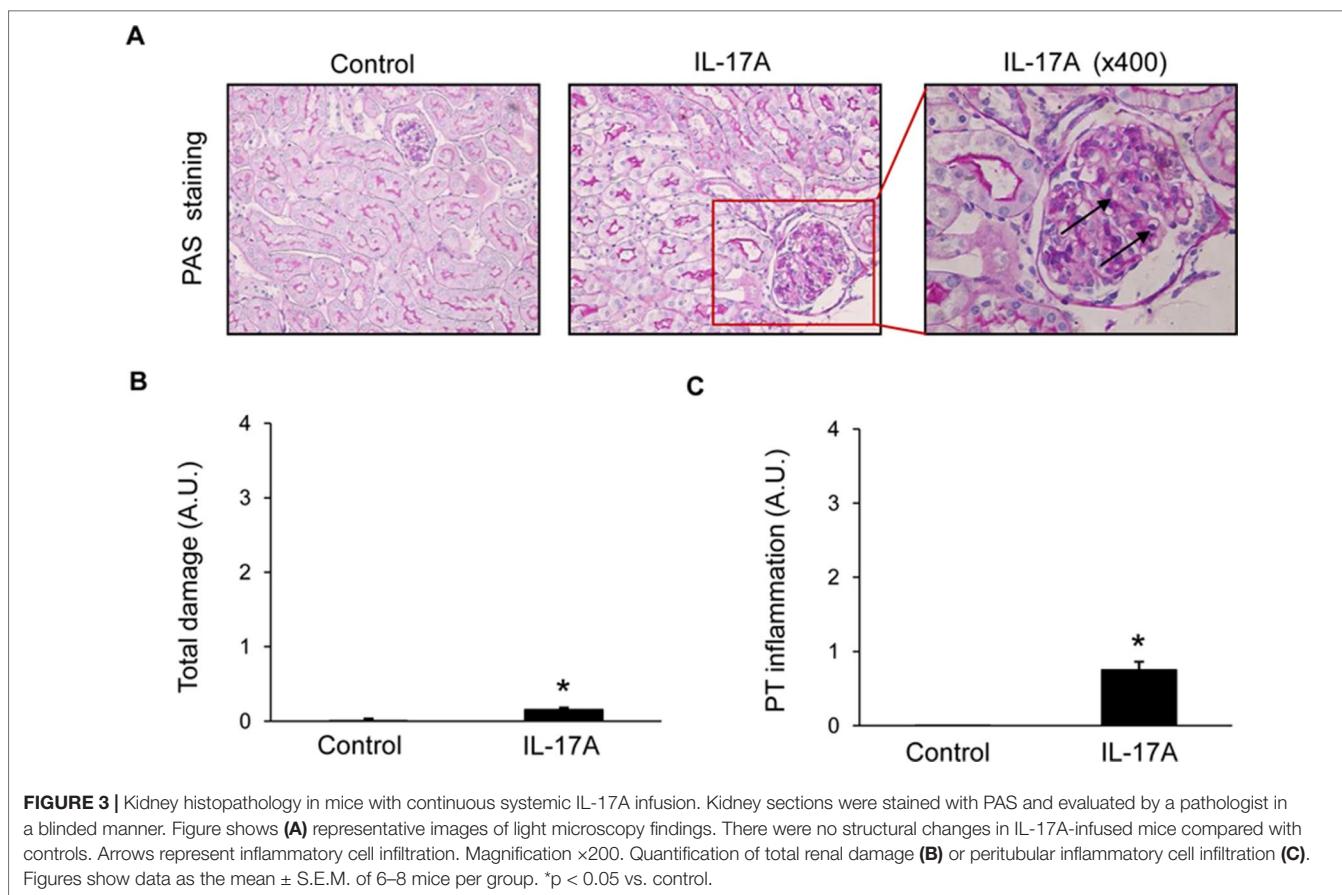 A
Control
IL-17A
IL-17A (x400)
PAS staining
B
C
4
3
2
1
0
Total damage (A.U.)
*
Control
IL-17A
4
3
2
1
0
PT inflammation (A.U.)
*
Control
IL-17A
FIGURE 3 | Kidney histopathology in mice with continuous systemic IL-17A infusion. Kidney sections were stained with PAS and evaluated by a pathologist in
a blinded manner. Figure shows (A) representative images of light microscopy findings. There were no structural changes in IL-17A-infused mice compared with
controls. Arrows represent inflammatory cell infiltration. Magnification ×200. Quantification of total renal damage (B) or peritubular inflammatory cell infiltration (C).
Figures show data as the mean ± S.E.M. of 6–8 mice per group. *p < 0.05 vs. control.